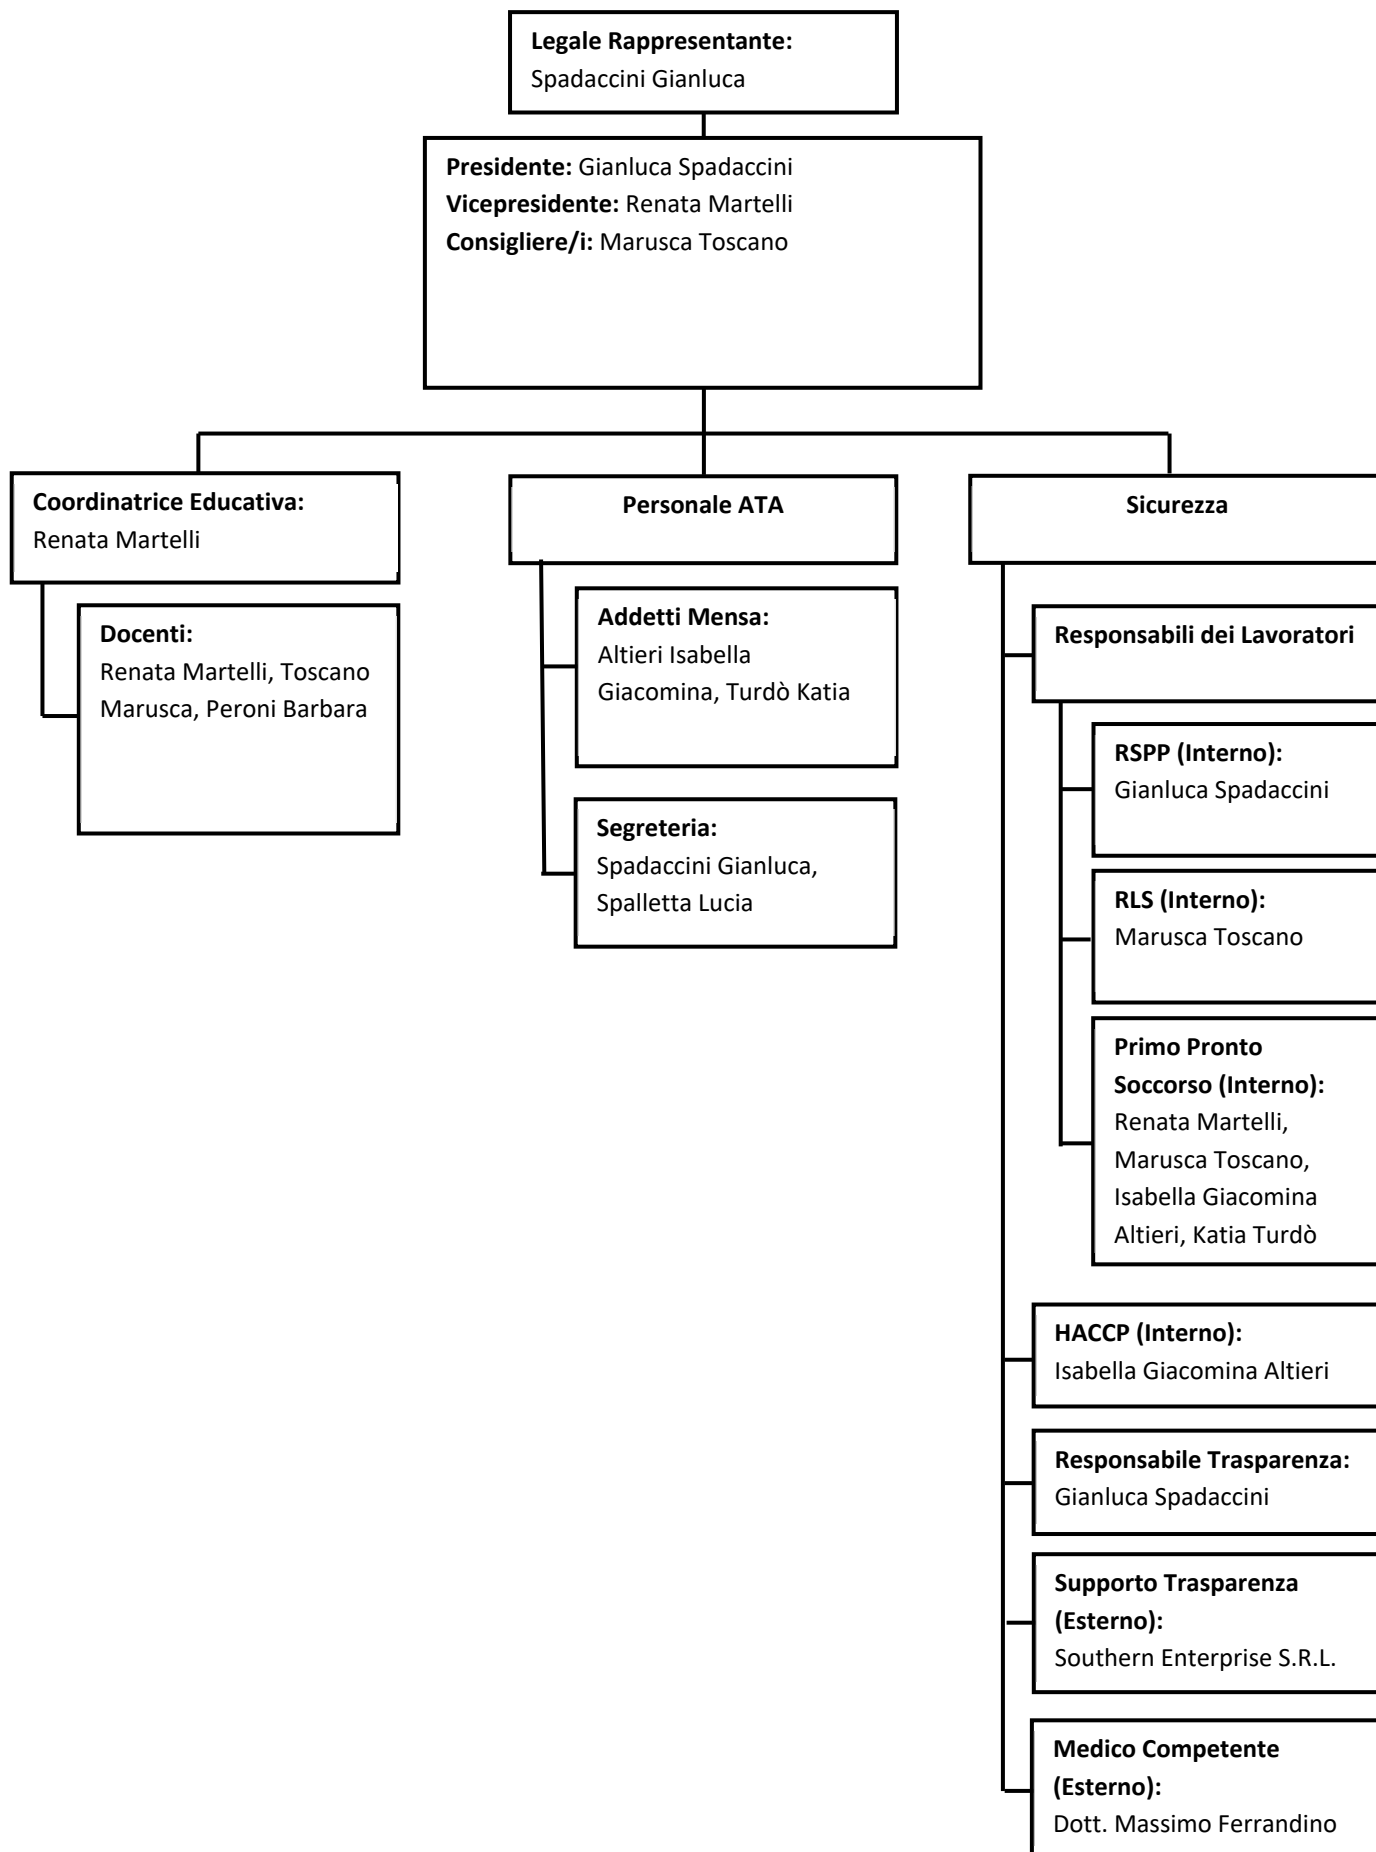 Legale Rappresentante:
Spadaccini Gianluca
Presidente: Gianluca Spadaccini
Vicepresidente: Renata Martelli
Consigliere/i: Marusca Toscano
Coordinatrice Educativa:
Renata Martelli
Docenti:
Renata Martelli, Toscano
Marusca, Peroni Barbara
Personale ATA
Addetti Mensa:
Altieri Isabella
Giacomina, Turdò Katia
Segreteria:
Spadaccini Gianluca,
Spalletta Lucia
Sicurezza
Responsabili dei Lavoratori
RSPP (Interno):
Gianluca Spadaccini
RLS (Interno):
Marusca Toscano
Primo Pronto
Soccorso (Interno):
Renata Martelli,
Marusca Toscano,
Isabella Giacomina
Altieri, Katia Turdò
HACCP (Interno):
Isabella Giacomina Altieri
Responsabile Trasparenza:
Gianluca Spadaccini
Supporto Trasparenza
(Esterno):
Southern Enterprise S.R.L.
Medico Competente
(Esterno):
Dott. Massimo Ferrandino